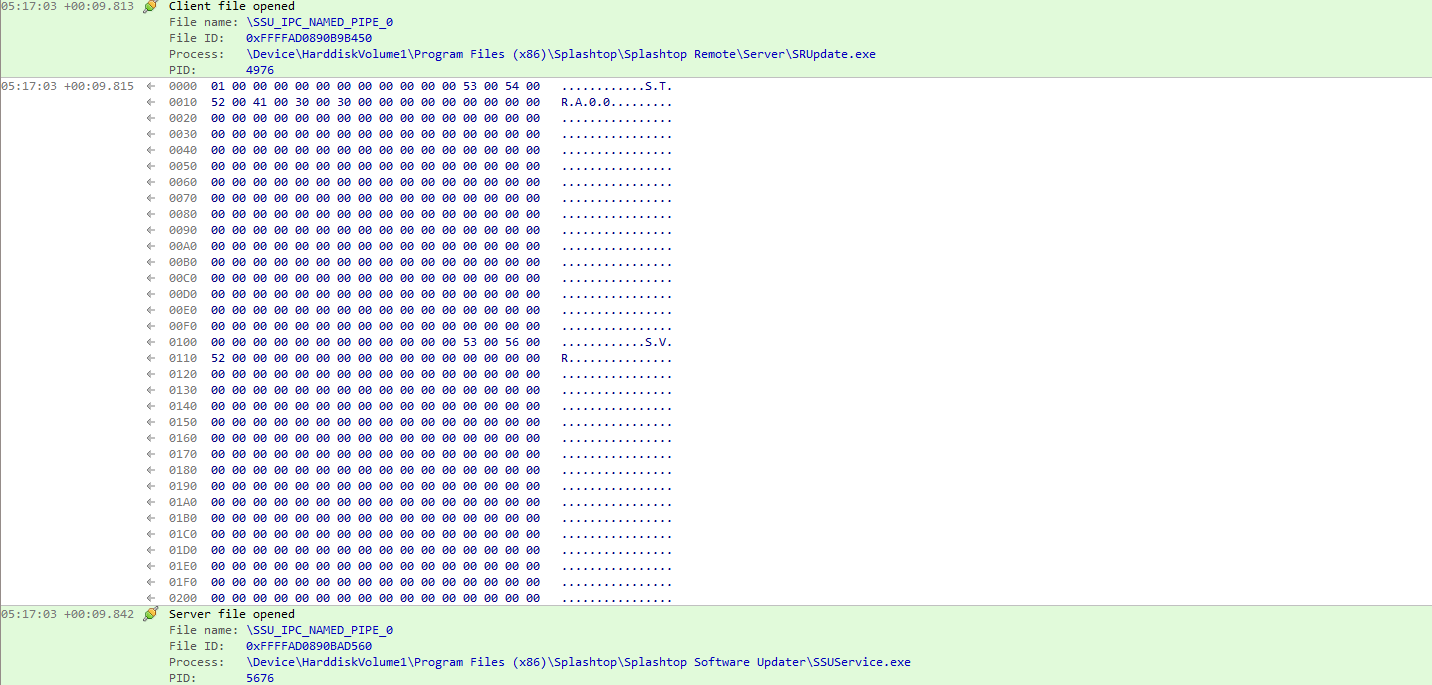 05:17:03 +00:09.813 Client file opened
File name: \SSU_IPC_NAMED_PIPE_0
File ID: 0xFFFFAD0890B9B450
Process: \Device\HarddiskVolume1\Program Files (x86)\Splashtop\Splashtop Remote\Server\SRUpdate.exe
PID: 4976
05:17:03 +00:09.815 ← 0000 01 00 00 00 00 00 00 00 00 00 00 00 53 00 54 00 ............S.T.
← 0010 52 00 41 00 30 00 30 00 00 00 00 00 00 00 00 00 R.A.0.0.........
← 0020 00 00 00 00 00 00 00 00 00 00 00 00 00 00 00 00 ................
← 0030 00 00 00 00 00 00 00 00 00 00 00 00 00 00 00 00 ................
← 0040 00 00 00 00 00 00 00 00 00 00 00 00 00 00 00 00 ................
← 0050 00 00 00 00 00 00 00 00 00 00 00 00 00 00 00 00 ................
← 0060 00 00 00 00 00 00 00 00 00 00 00 00 00 00 00 00 ................
← 0070 00 00 00 00 00 00 00 00 00 00 00 00 00 00 00 00 ................
← 0080 00 00 00 00 00 00 00 00 00 00 00 00 00 00 00 00 ................
← 0090 00 00 00 00 00 00 00 00 00 00 00 00 00 00 00 00 ................
← 00A0 00 00 00 00 00 00 00 00 00 00 00 00 00 00 00 00 ................
← 00B0 00 00 00 00 00 00 00 00 00 00 00 00 00 00 00 00 ................
← 00C0 00 00 00 00 00 00 00 00 00 00 00 00 00 00 00 00 ................
← 00D0 00 00 00 00 00 00 00 00 00 00 00 00 00 00 00 00 ................
← 00E0 00 00 00 00 00 00 00 00 00 00 00 00 00 00 00 00 ................
← 00F0 00 00 00 00 00 00 00 00 00 00 00 00 00 00 00 00 ................
← 0100 00 00 00 00 00 00 00 00 00 00 00 00 53 00 56 00 ............S.V.
← 0110 52 00 00 00 00 00 00 00 00 00 00 00 00 00 00 00 R...............
← 0120 00 00 00 00 00 00 00 00 00 00 00 00 00 00 00 00 ................
← 0130 00 00 00 00 00 00 00 00 00 00 00 00 00 00 00 00 ................
← 0140 00 00 00 00 00 00 00 00 00 00 00 00 00 00 00 00 ................
← 0150 00 00 00 00 00 00 00 00 00 00 00 00 00 00 00 00 ................
← 0160 00 00 00 00 00 00 00 00 00 00 00 00 00 00 00 00 ................
← 0170 00 00 00 00 00 00 00 00 00 00 00 00 00 00 00 00 ................
← 0180 00 00 00 00 00 00 00 00 00 00 00 00 00 00 00 00 ................
← 0190 00 00 00 00 00 00 00 00 00 00 00 00 00 00 00 00 ................
← 01A0 00 00 00 00 00 00 00 00 00 00 00 00 00 00 00 00 ................
← 01B0 00 00 00 00 00 00 00 00 00 00 00 00 00 00 00 00 ................
← 01C0 00 00 00 00 00 00 00 00 00 00 00 00 00 00 00 00 ................
← 01D0 00 00 00 00 00 00 00 00 00 00 00 00 00 00 00 00 ................
← 01E0 00 00 00 00 00 00 00 00 00 00 00 00 00 00 00 00 ................
← 01F0 00 00 00 00 00 00 00 00 00 00 00 00 00 00 00 00 ................
← 0200 00 00 00 00 00 00 00 00 00 00 00 00 00 00 00 00 ................
05:17:03 +00:09.842 Server file opened
File name: \SSU_IPC_NAMED_PIPE_0
File ID: 0xFFFFAD0890BAD560
Process: \Device\HarddiskVolume1\Program Files (x86)\Splashtop\Splashtop Software Updater\SSUService.exe
PID: 5676